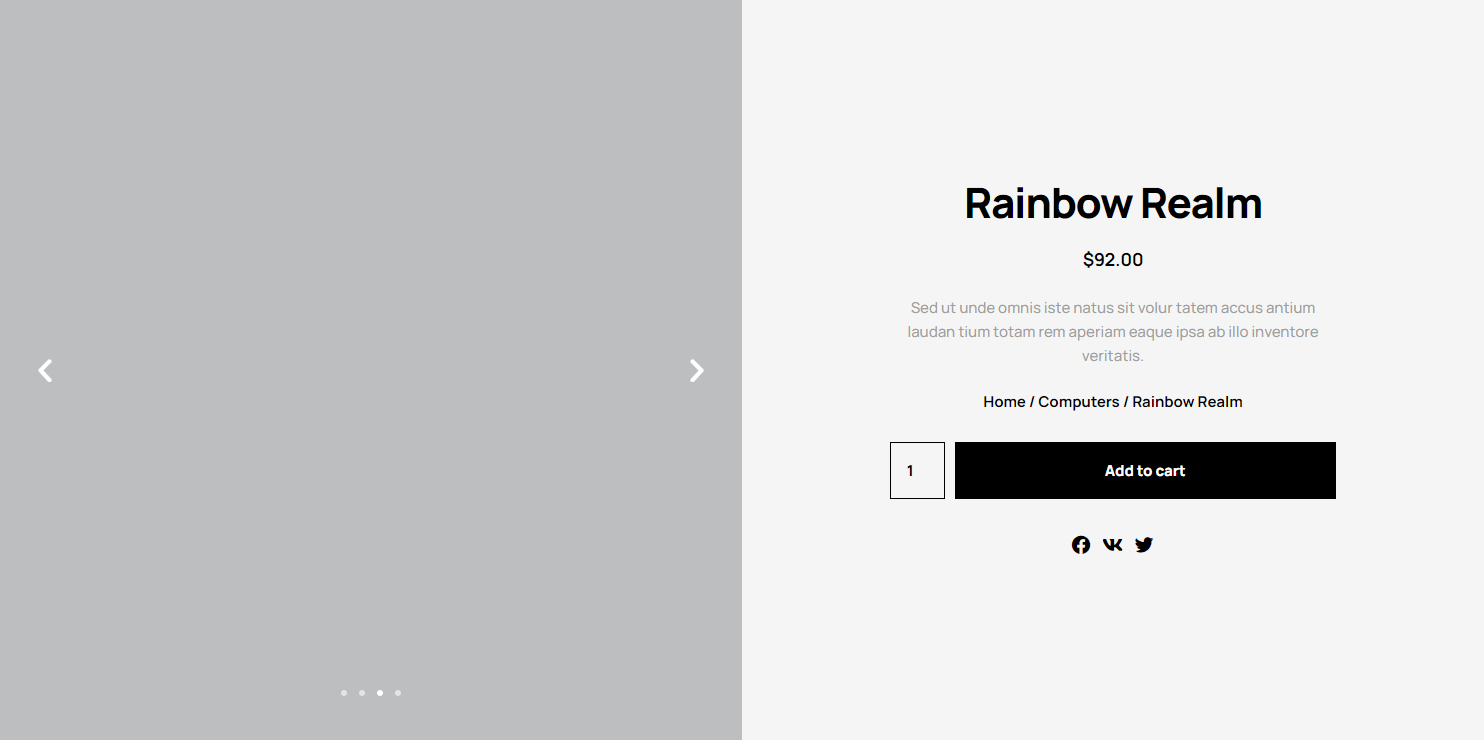 Rainbow Realm
$92.00
Sed ut unde omnis iste natus sit volur tatem accus antium
laudan tium totam rem aperiam eaque ipsa ab illo inventore
veritatis.
Home / Computers / Rainbow Realm
1
Add to cart